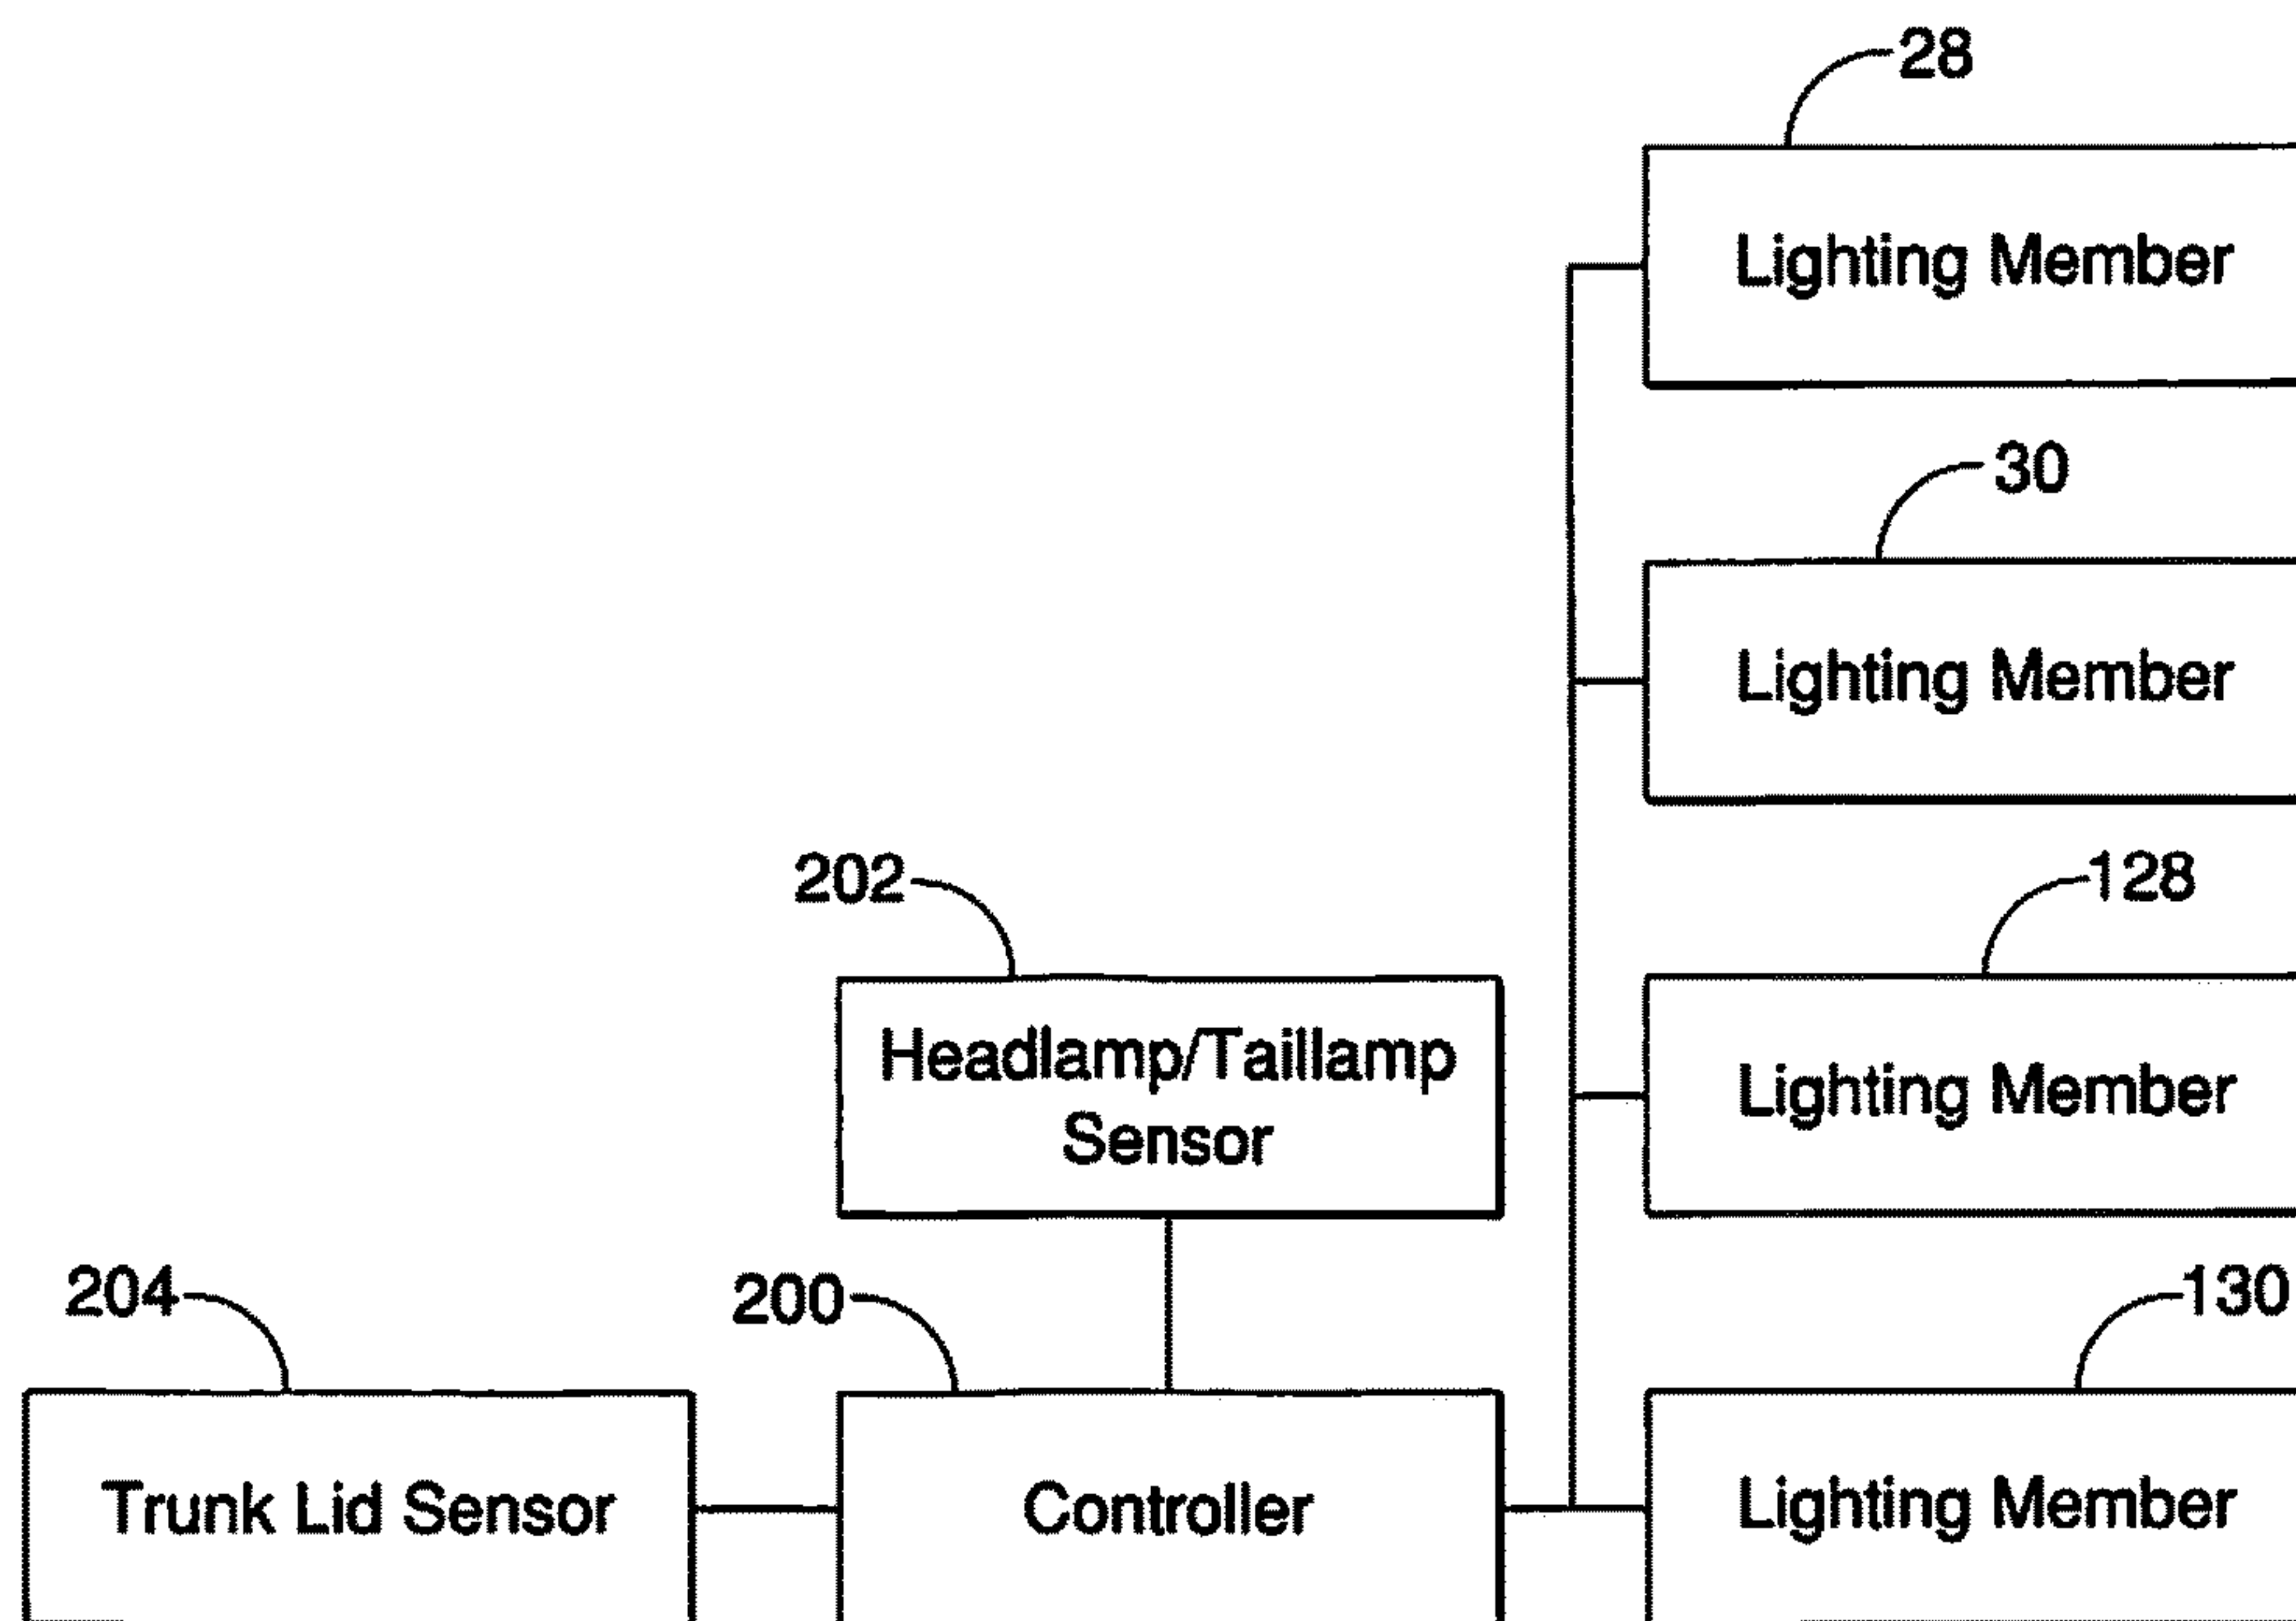 28
Lighting Member
30
Lighting Member
202
128
Headlamp/Taillamp
Sensor
Lighting Member
204
200
130
Trunk Lid Sensor
Controller
Lighting Member